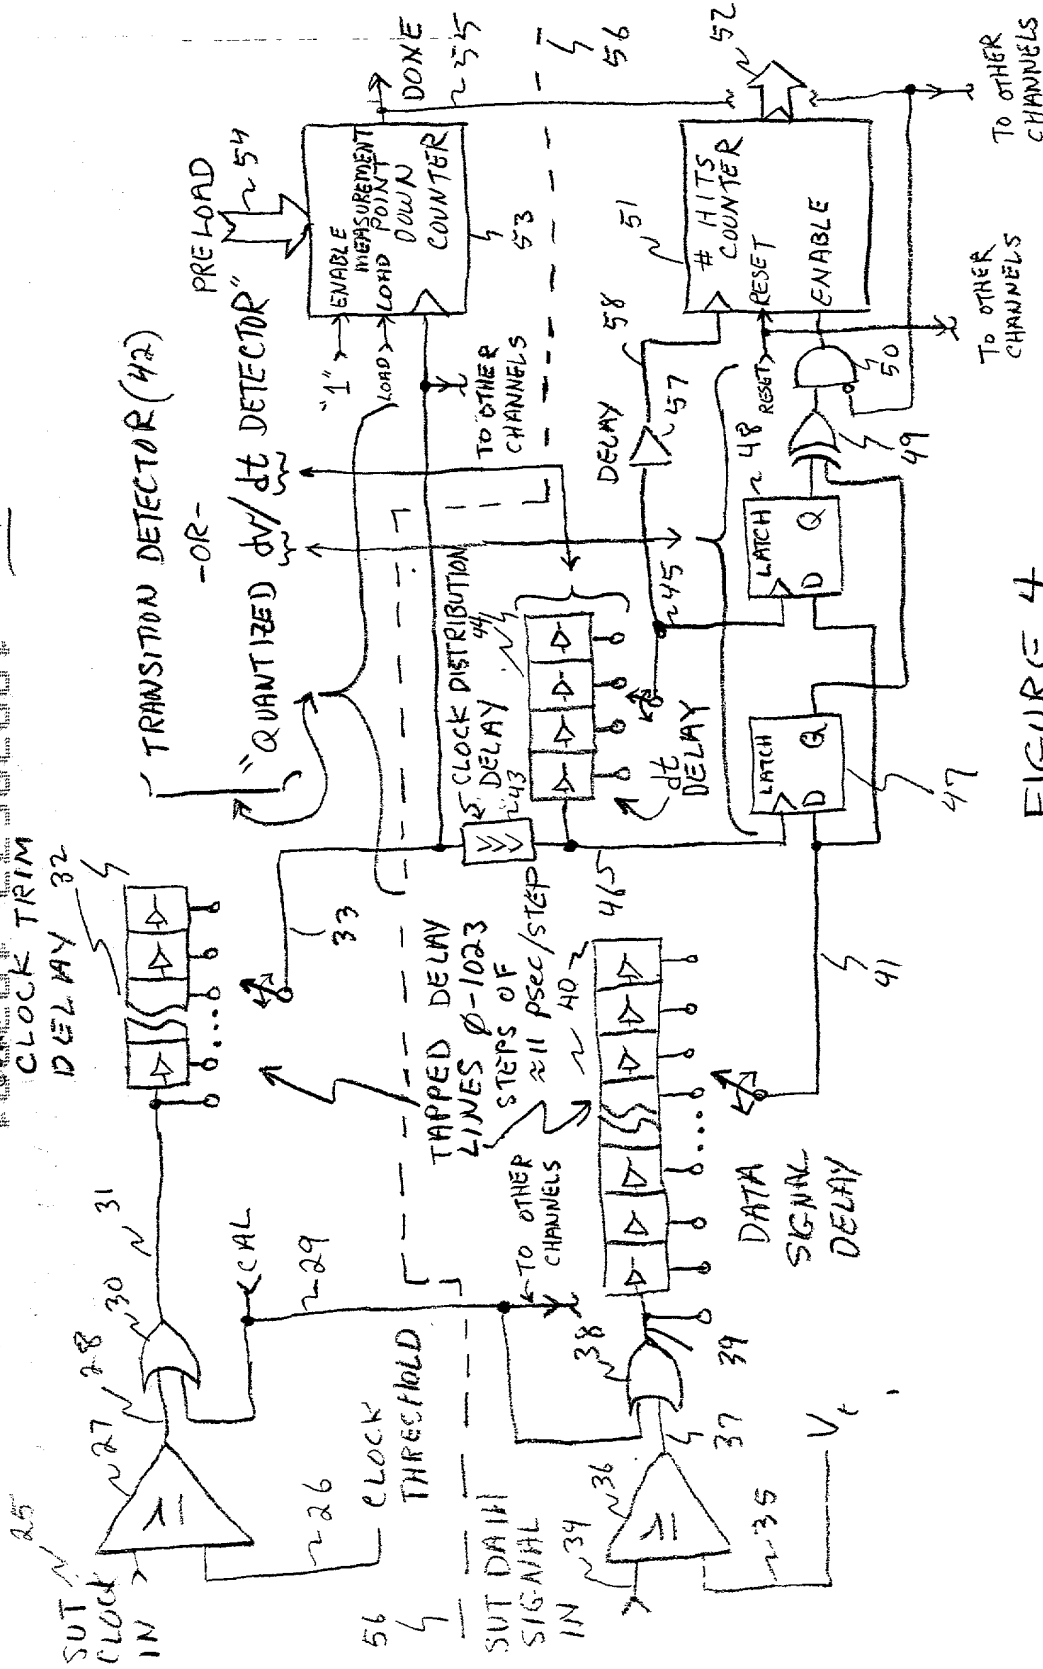 SUT 25
CLOCK
IN
27
28
30
31
CLOCK TRIM
DELAY 32
26
CLOCK
THRESHOLD
<CAL
29
33
TRANSITION DETECTOR (42)
-OR-
"QUANTIZED dv/dt DETECTOR"
PRELOAD
54
"1"
ENABLE
MEASUREMENT
LOAD LOAD POINT
DOWN
COUNTER
53
DONE
55
TO OTHER
CHANNELS
56
56
TAPPED DELAY
LINES 0-1023
STEPS OF
≈11 psec/STEP
40
CLOCK DISTRIBUTION
DELAY 44
43
dt
DELAY
45
465
DELAY
57
58
51
# HITS
COUNTER
RESET
RESET
ENABLE
52
TO OTHER
CHANNELS
SUT DATA
SIGNAL
IN 34
36
35
37
38
39
Vt
TO OTHER
CHANNELS
DATA
SIGNAL
DELAY
41
LATCH
D Q
47
LATCH
D Q
48
49
50
TO OTHER
CHANNELS
FIGURE 4